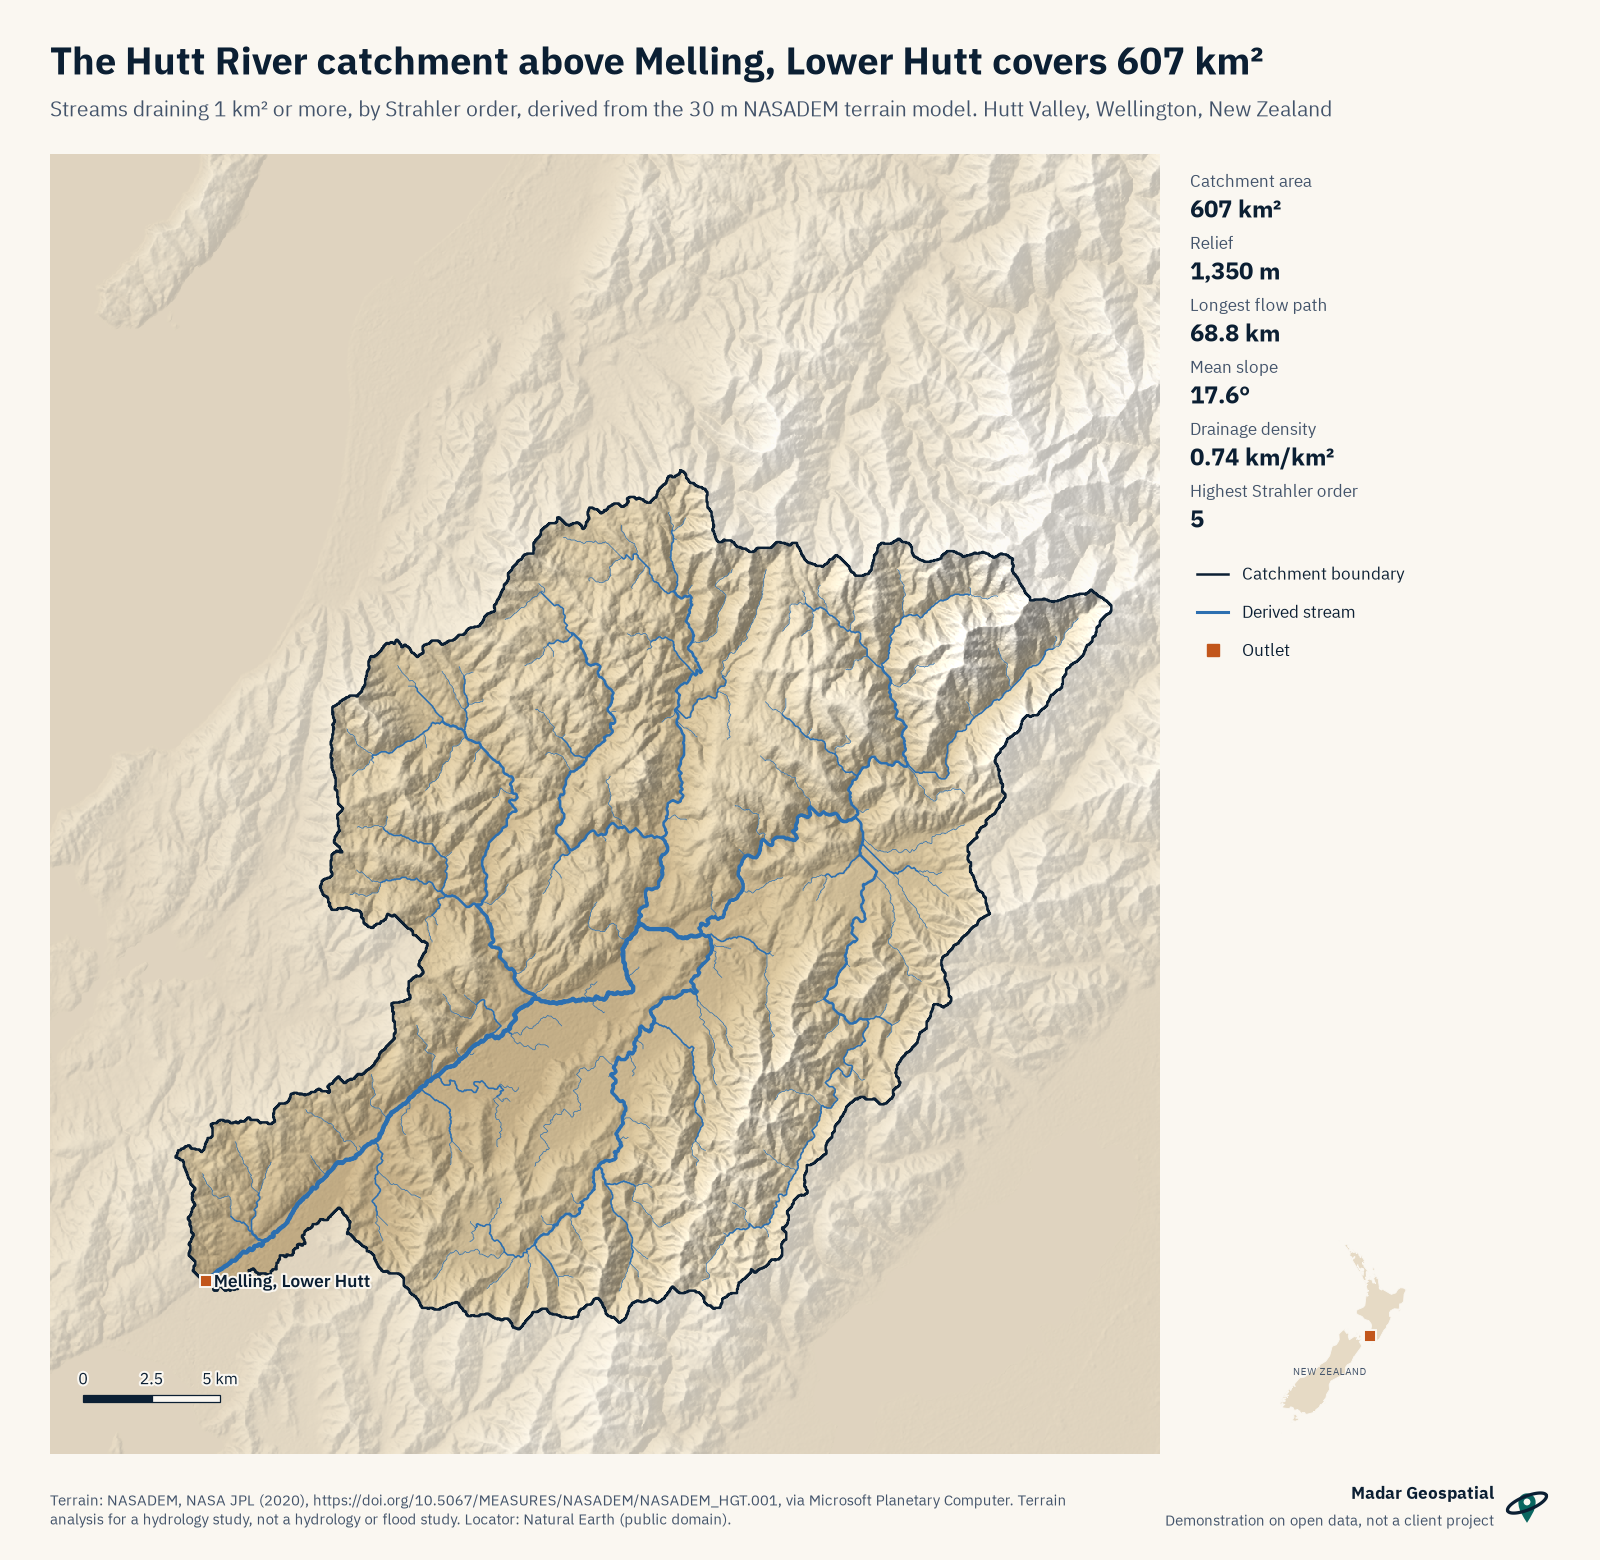 The Hutt River catchment above Melling, Lower Hutt covers 607 km²
Streams draining 1 km² or more, by Strahler order, derived from the 30 m NASADEM terrain model. Hutt Valley, Wellington, New Zealand
Catchment area
607 km²
Relief
1,350 m
Longest flow path
68.8 km
Mean slope
17.6°
Drainage density
0.74 km/km²
Highest Strahler order
5
Catchment boundary
Derived stream
Outlet
Melling, Lower Hutt
0 2.5 5 km
NEW ZEALAND
Terrain: NASADEM, NASA JPL (2020), https://doi.org/10.5067/MEASURES/NASADEM/NASADEM_HGT.001, via Microsoft Planetary Computer. Terrain
analysis for a hydrology study, not a hydrology or flood study. Locator: Natural Earth (public domain).
Madar Geospatial
Demonstration on open data, not a client project